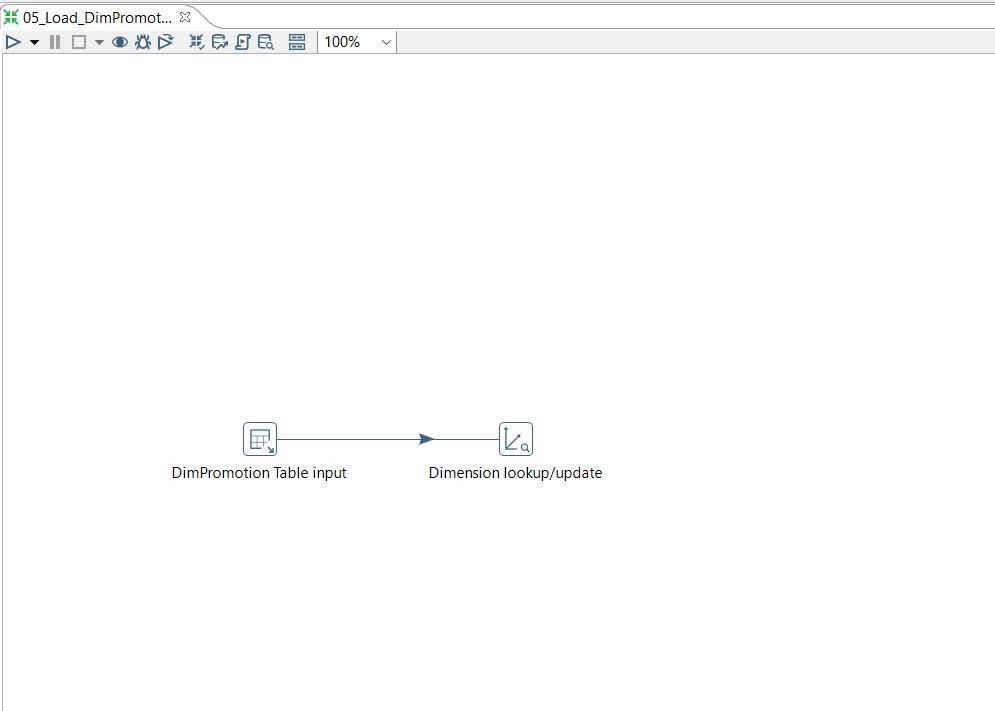 05_Load_DimPromot...
100%
DimPromotion Table input
Dimension lookup/update